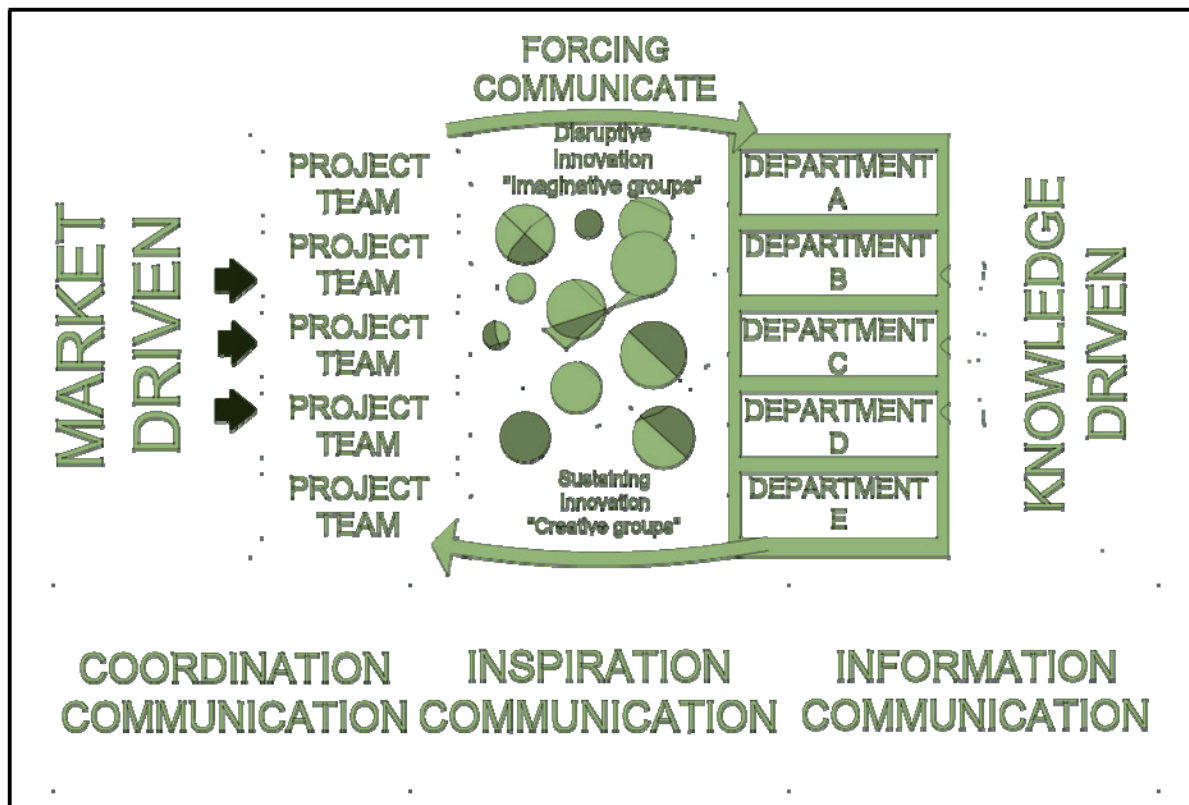 FORCING
COMMUNICATE
Disruptive
Innovation
"Imaginative groups"
MARKET
DRIVEN
PROJECT
TEAM
PROJECT
TEAM
PROJECT
TEAM
PROJECT
TEAM
PROJECT
TEAM
Sustaining
Innovation
"Creative groups"
DEPARTMENT
A
DEPARTMENT
B
DEPARTMENT
C
DEPARTMENT
D
DEPARTMENT
E
KNOWLEDGE
DRIVEN
COORDINATION
COMMUNICATION
INSPIRATION
COMMUNICATION
INFORMATION
COMMUNICATION